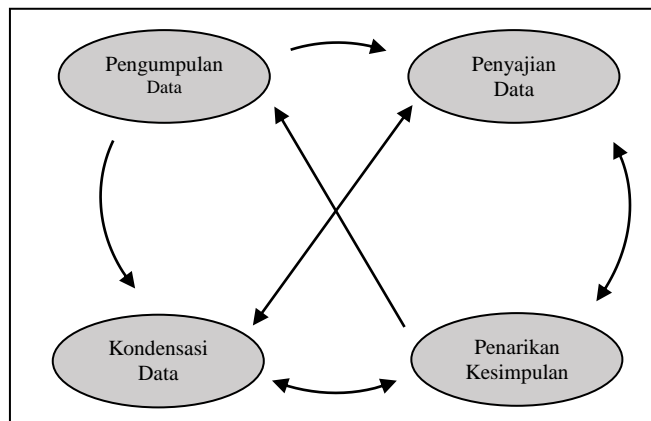 Pengumpulan
Data
Penyajian
Data
Kondensasi
Data
Penarikan
Kesimpulan